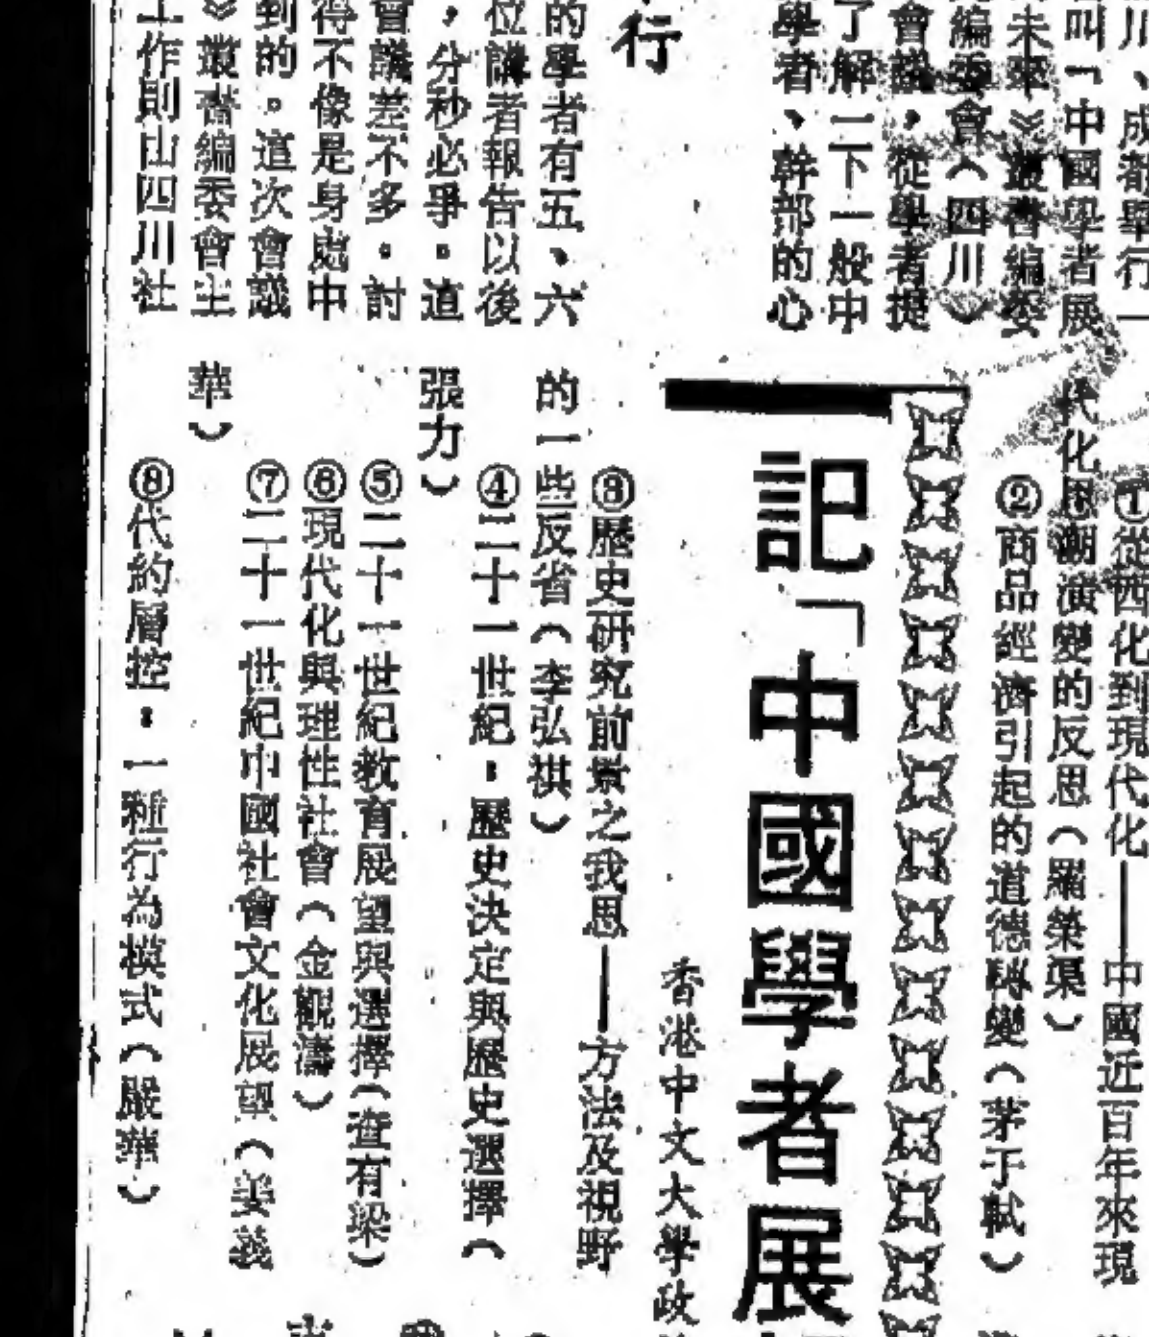 川、成都舉行一
叫「中國學者展
未來》叢書編委
編委會（四川
會議，從學者提
了解一下一般中
學者、幹部的心
行
的學者有五、六
位講者報告以後
，分秒必爭。這
會議差不多。討
得不像是身處中
到的。這次會議
》叢書編委會主
工作則由四川社
①從西化到現代化——中國近百年來現
代化思潮演變的反思（羅榮渠）
②商品經濟引起的道德轉變（茅于軾）
記「中國學者展
香港中文大學政
③歷史研究前景之我思——方法及視野
的一些反省（李弘祺）
④二十一世紀：歷史決定與歷史選擇（
張力）
⑤二十一世紀教育展望與選擇（查有梁）
⑥現代化與理性社會（金觀濤）
⑦二十一世紀中國社會文化展望（姜義
華）
⑧代約層控：一種行為模式（嚴華）